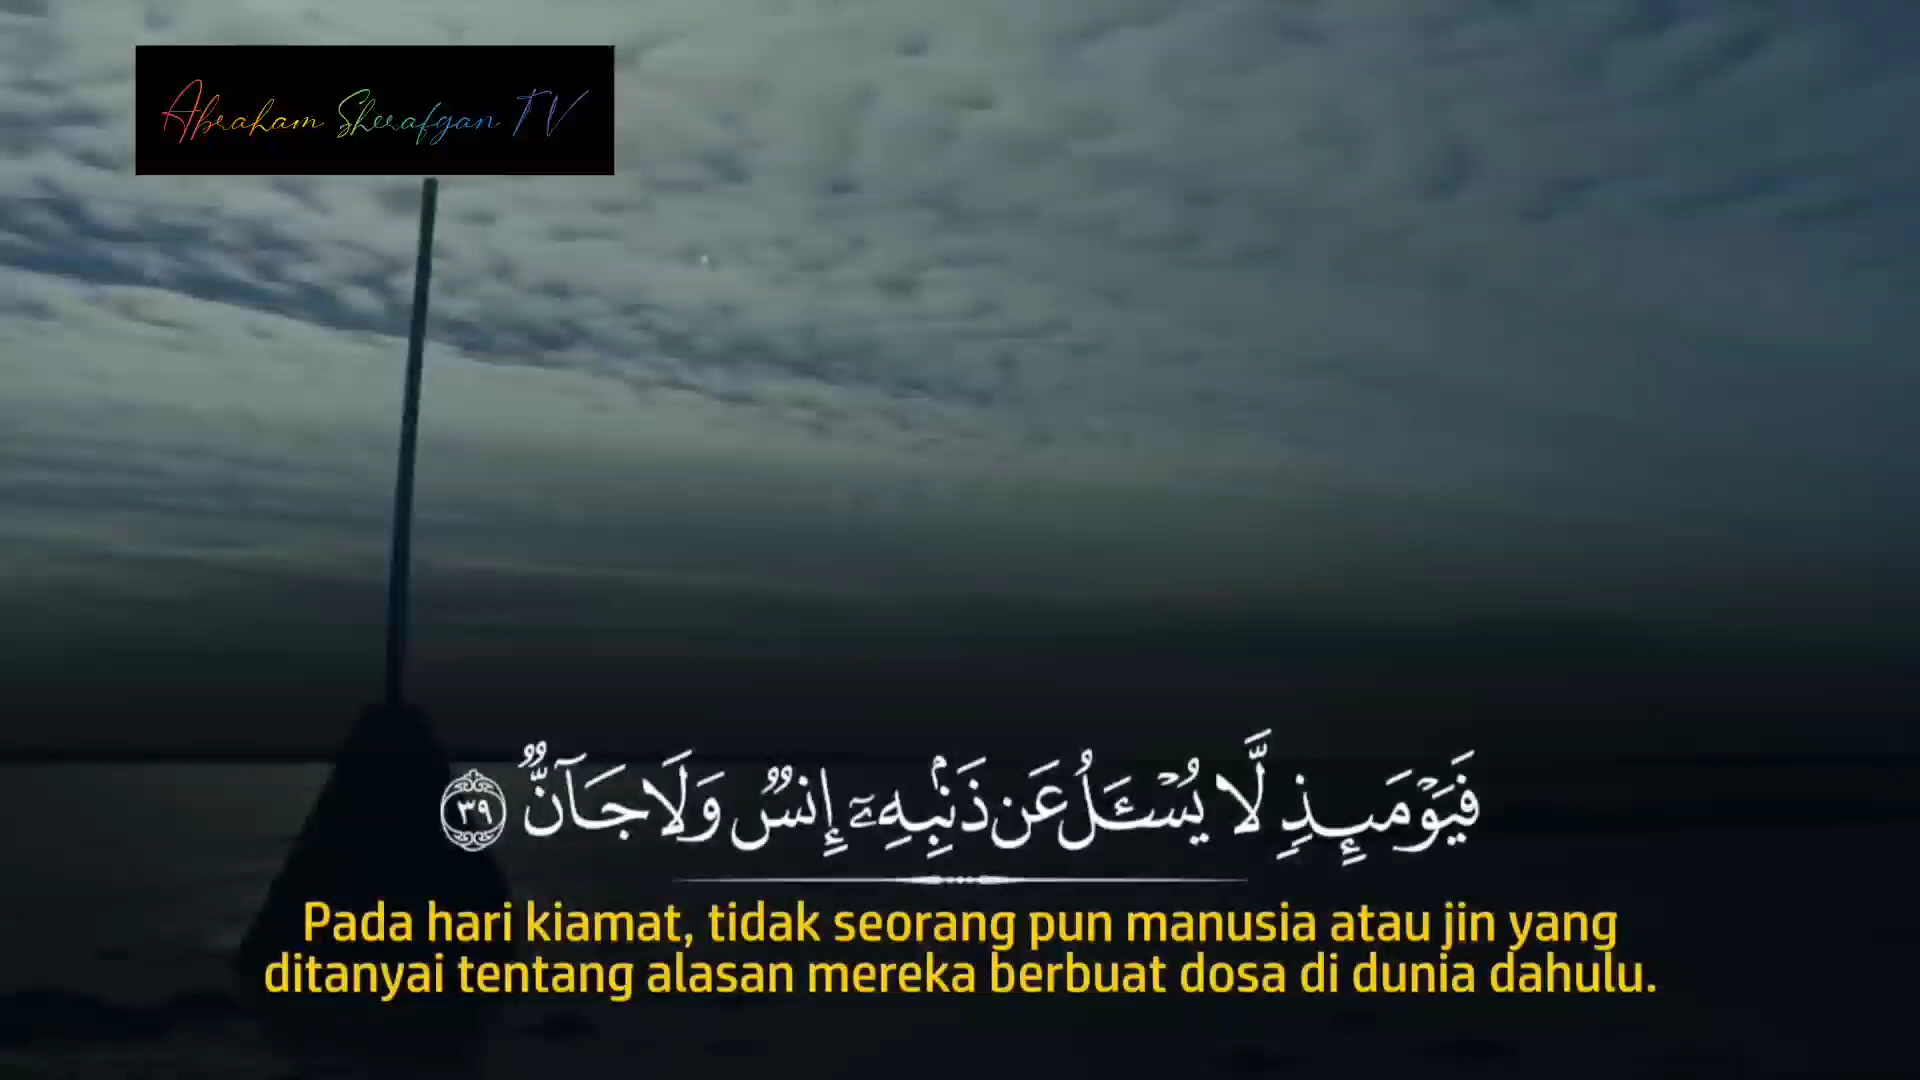 Abraham Sherafgan TV
فَيَوْمَئِذٍ لَّا يُسْـَٔلُ عَن ذَنۢبِهِۦٓ إِنسٌ وَلَا جَآنٌّ ٣٩
Pada hari kiamat, tidak seorang pun manusia atau jin yang
ditanyai tentang alasan mereka berbuat dosa di dunia dahulu.